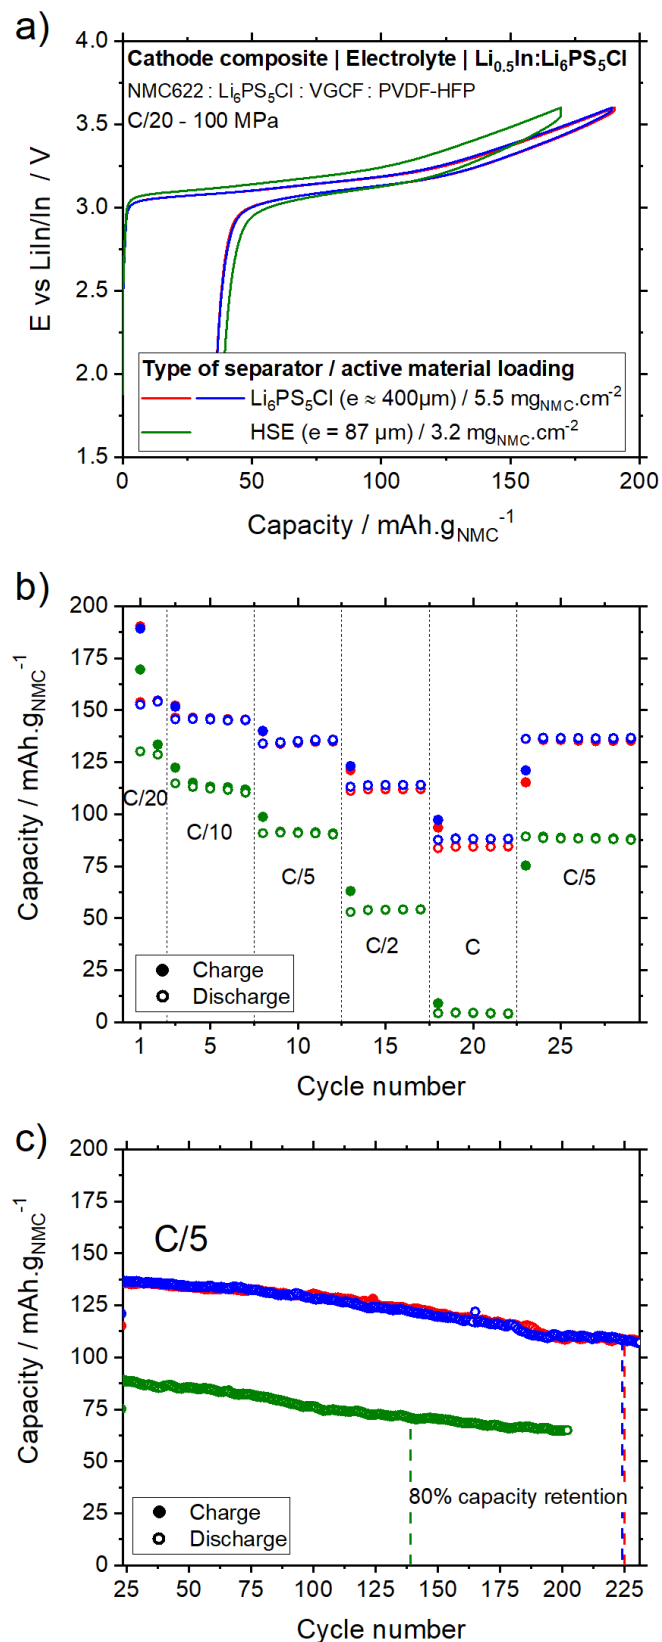 a)
4.0
3.5
3.0
2.5
2.0
1.5
E vs LiIn/In / V
Cathode composite | Electrolyte | Li0.5In:Li6PS5Cl
NMC622 : Li6PS5Cl : VGCF : PVDF-HFP
C/20 - 100 MPa
Type of separator / active material loading
Li6PS5Cl (e ≈ 400µm) / 5.5 mgNMC.cm-2
HSE (e = 87 µm) / 3.2 mgNMC.cm-2
0 50 100 150 200
Capacity / mAh.gNMC-1
b)
200
175
150
125
100
75
50
25
0
Capacity / mAh.gNMC-1
C/20
C/10
C/5
C/2
C
C/5
Charge
Discharge
1 5 10 15 20 25
Cycle number
c)
200
175
150
125
100
75
50
25
0
Capacity / mAh.gNMC-1
C/5
80% capacity retention
Charge
Discharge
25 50 75 100 125 150 175 200 225
Cycle number